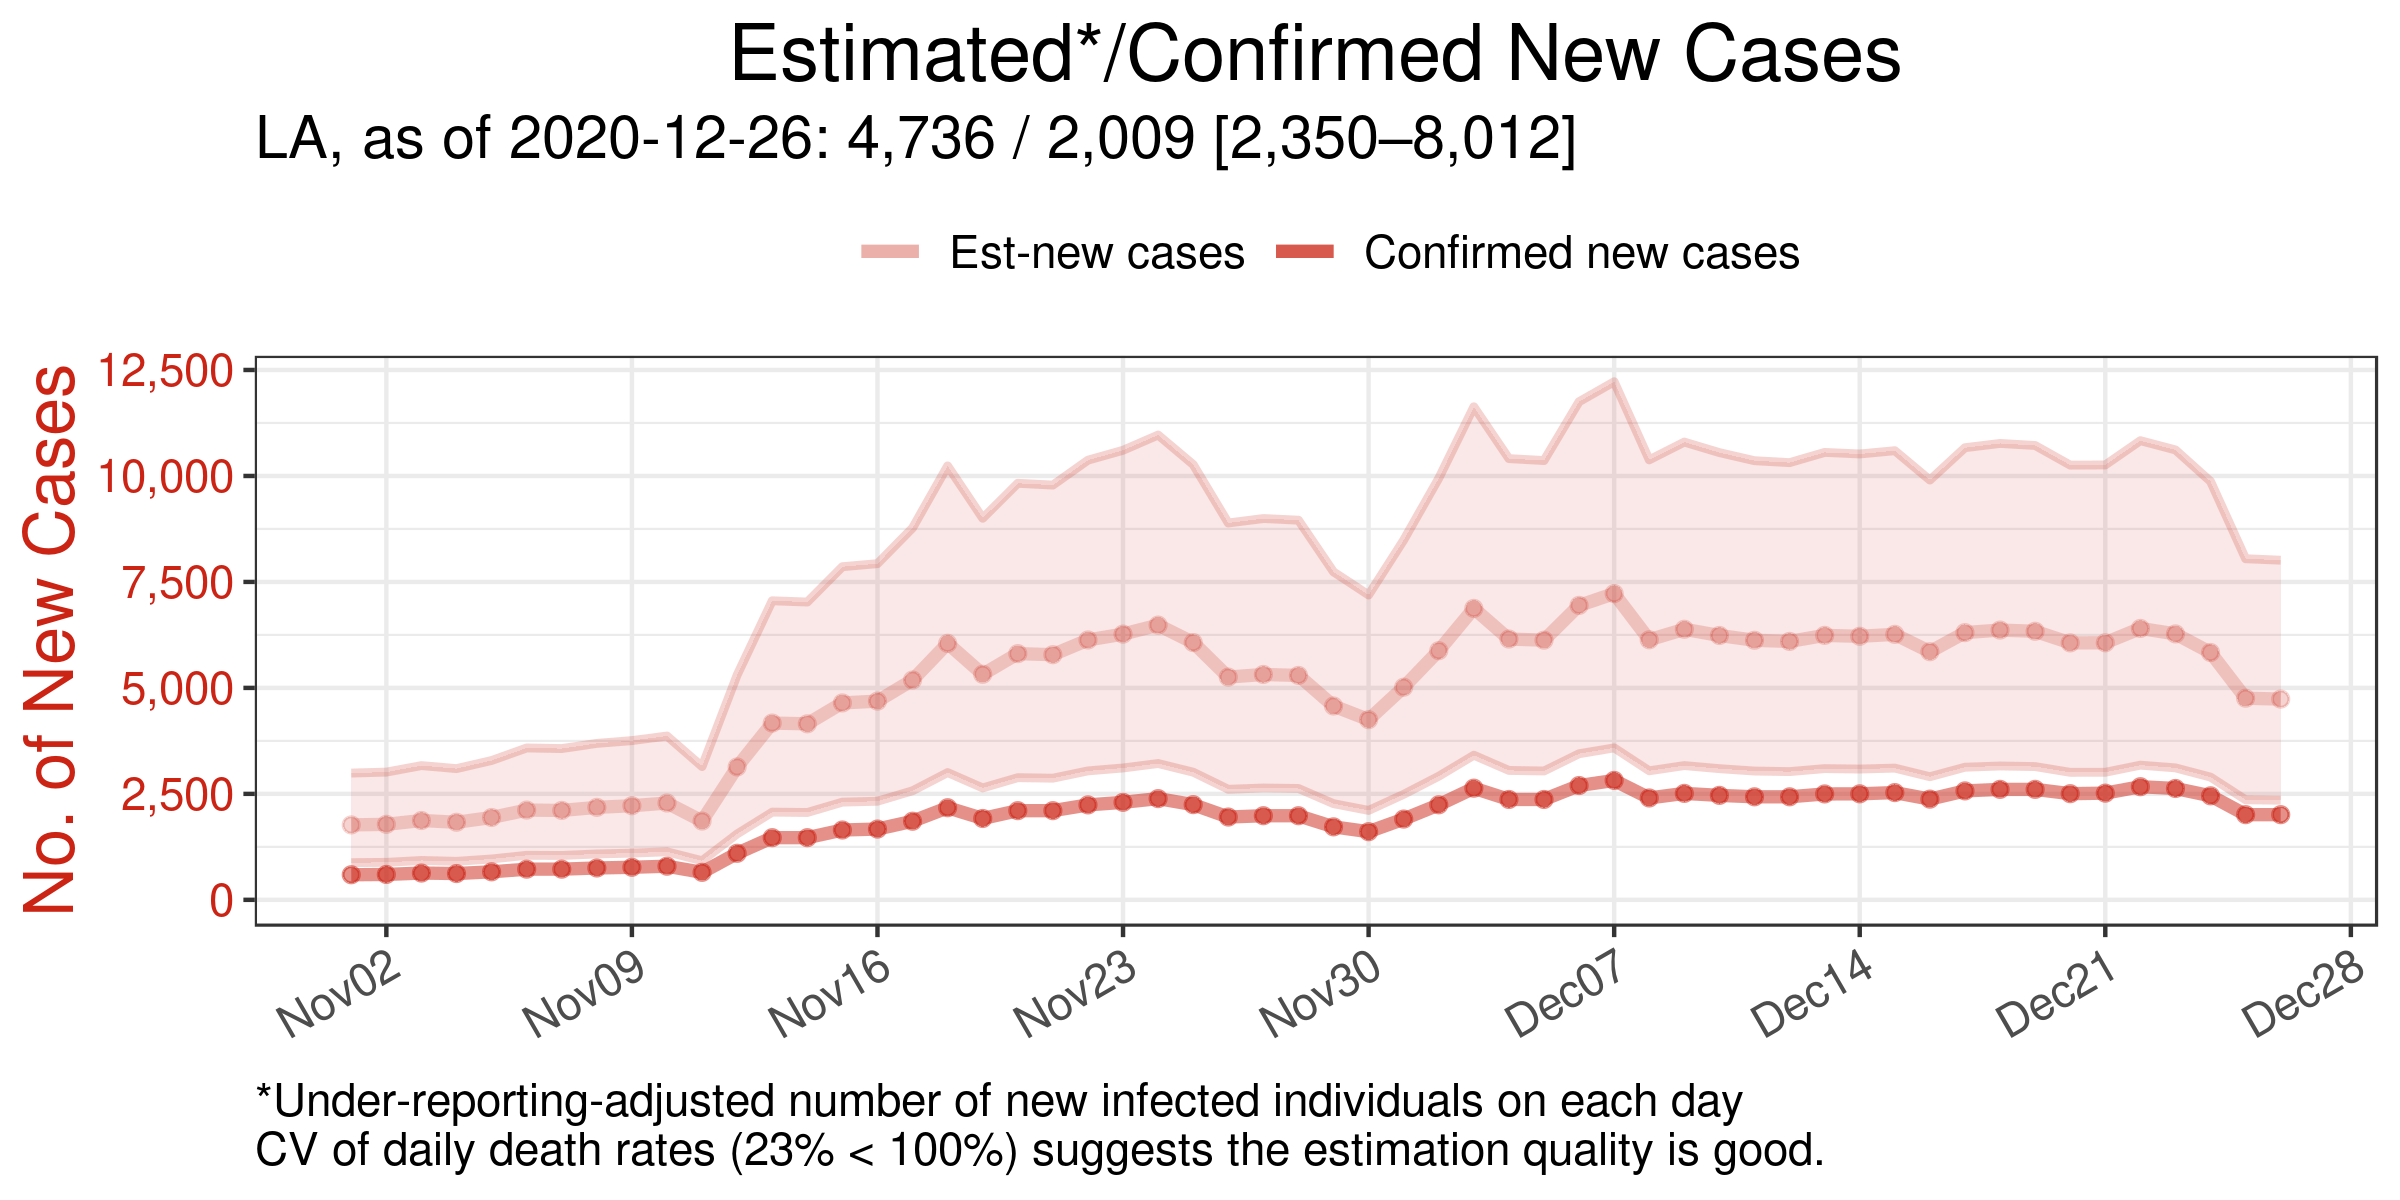 Estimated*/Confirmed New Cases
LA, as of 2020-12-26: 4,736 / 2,009 [2,350–8,012]
Est-new cases Confirmed new cases
No. of New Cases
12,500
10,000
7,500
5,000
2,500
0
Nov02 Nov09 Nov16 Nov23 Nov30 Dec07 Dec14 Dec21 Dec28
*Under-reporting-adjusted number of new infected individuals on each day
CV of daily death rates (23% < 100%) suggests the estimation quality is good.